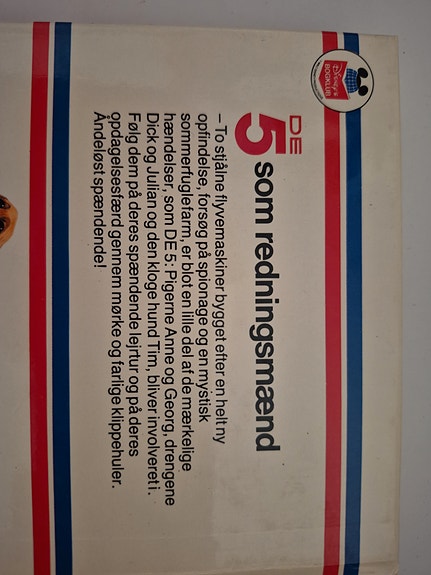 DISNEY'S
BOGKLUB
DE
5 som redningsmænd
– To stjålne flyvemaskiner bygget efter en helt ny
opfindelse, forsøg på spionage og en mystisk
sommerfuglefarm, er blot en lille del af de mærkelige
hændelser, som DE 5: Pigerne Anne og Georg, drengene
Dick og Julian og den kloge hund Tim, bliver involveret i.
Følg dem på deres spændende lejrtur og på deres
opdagelsesfærd gennem mørke og farlige klippehuler.
Åndeløst spændende!